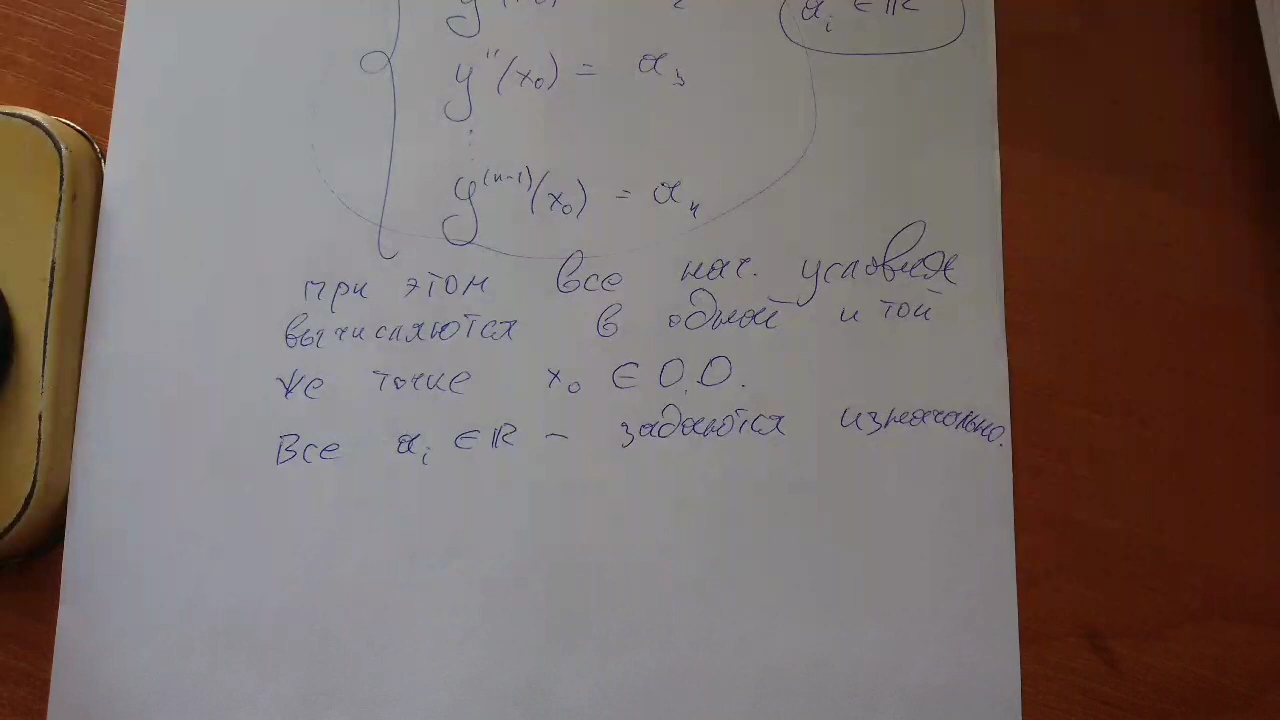 αᵢ ∈ ℝ
y''(x₀) = α₃
⋮
y⁽ⁿ⁻¹⁾(x₀) = αₙ
при этом все нач. условия
вычисляются в одной и той
же точке x₀ ∈ О.О.
Все αᵢ ∈ ℝ – задаются изначально.